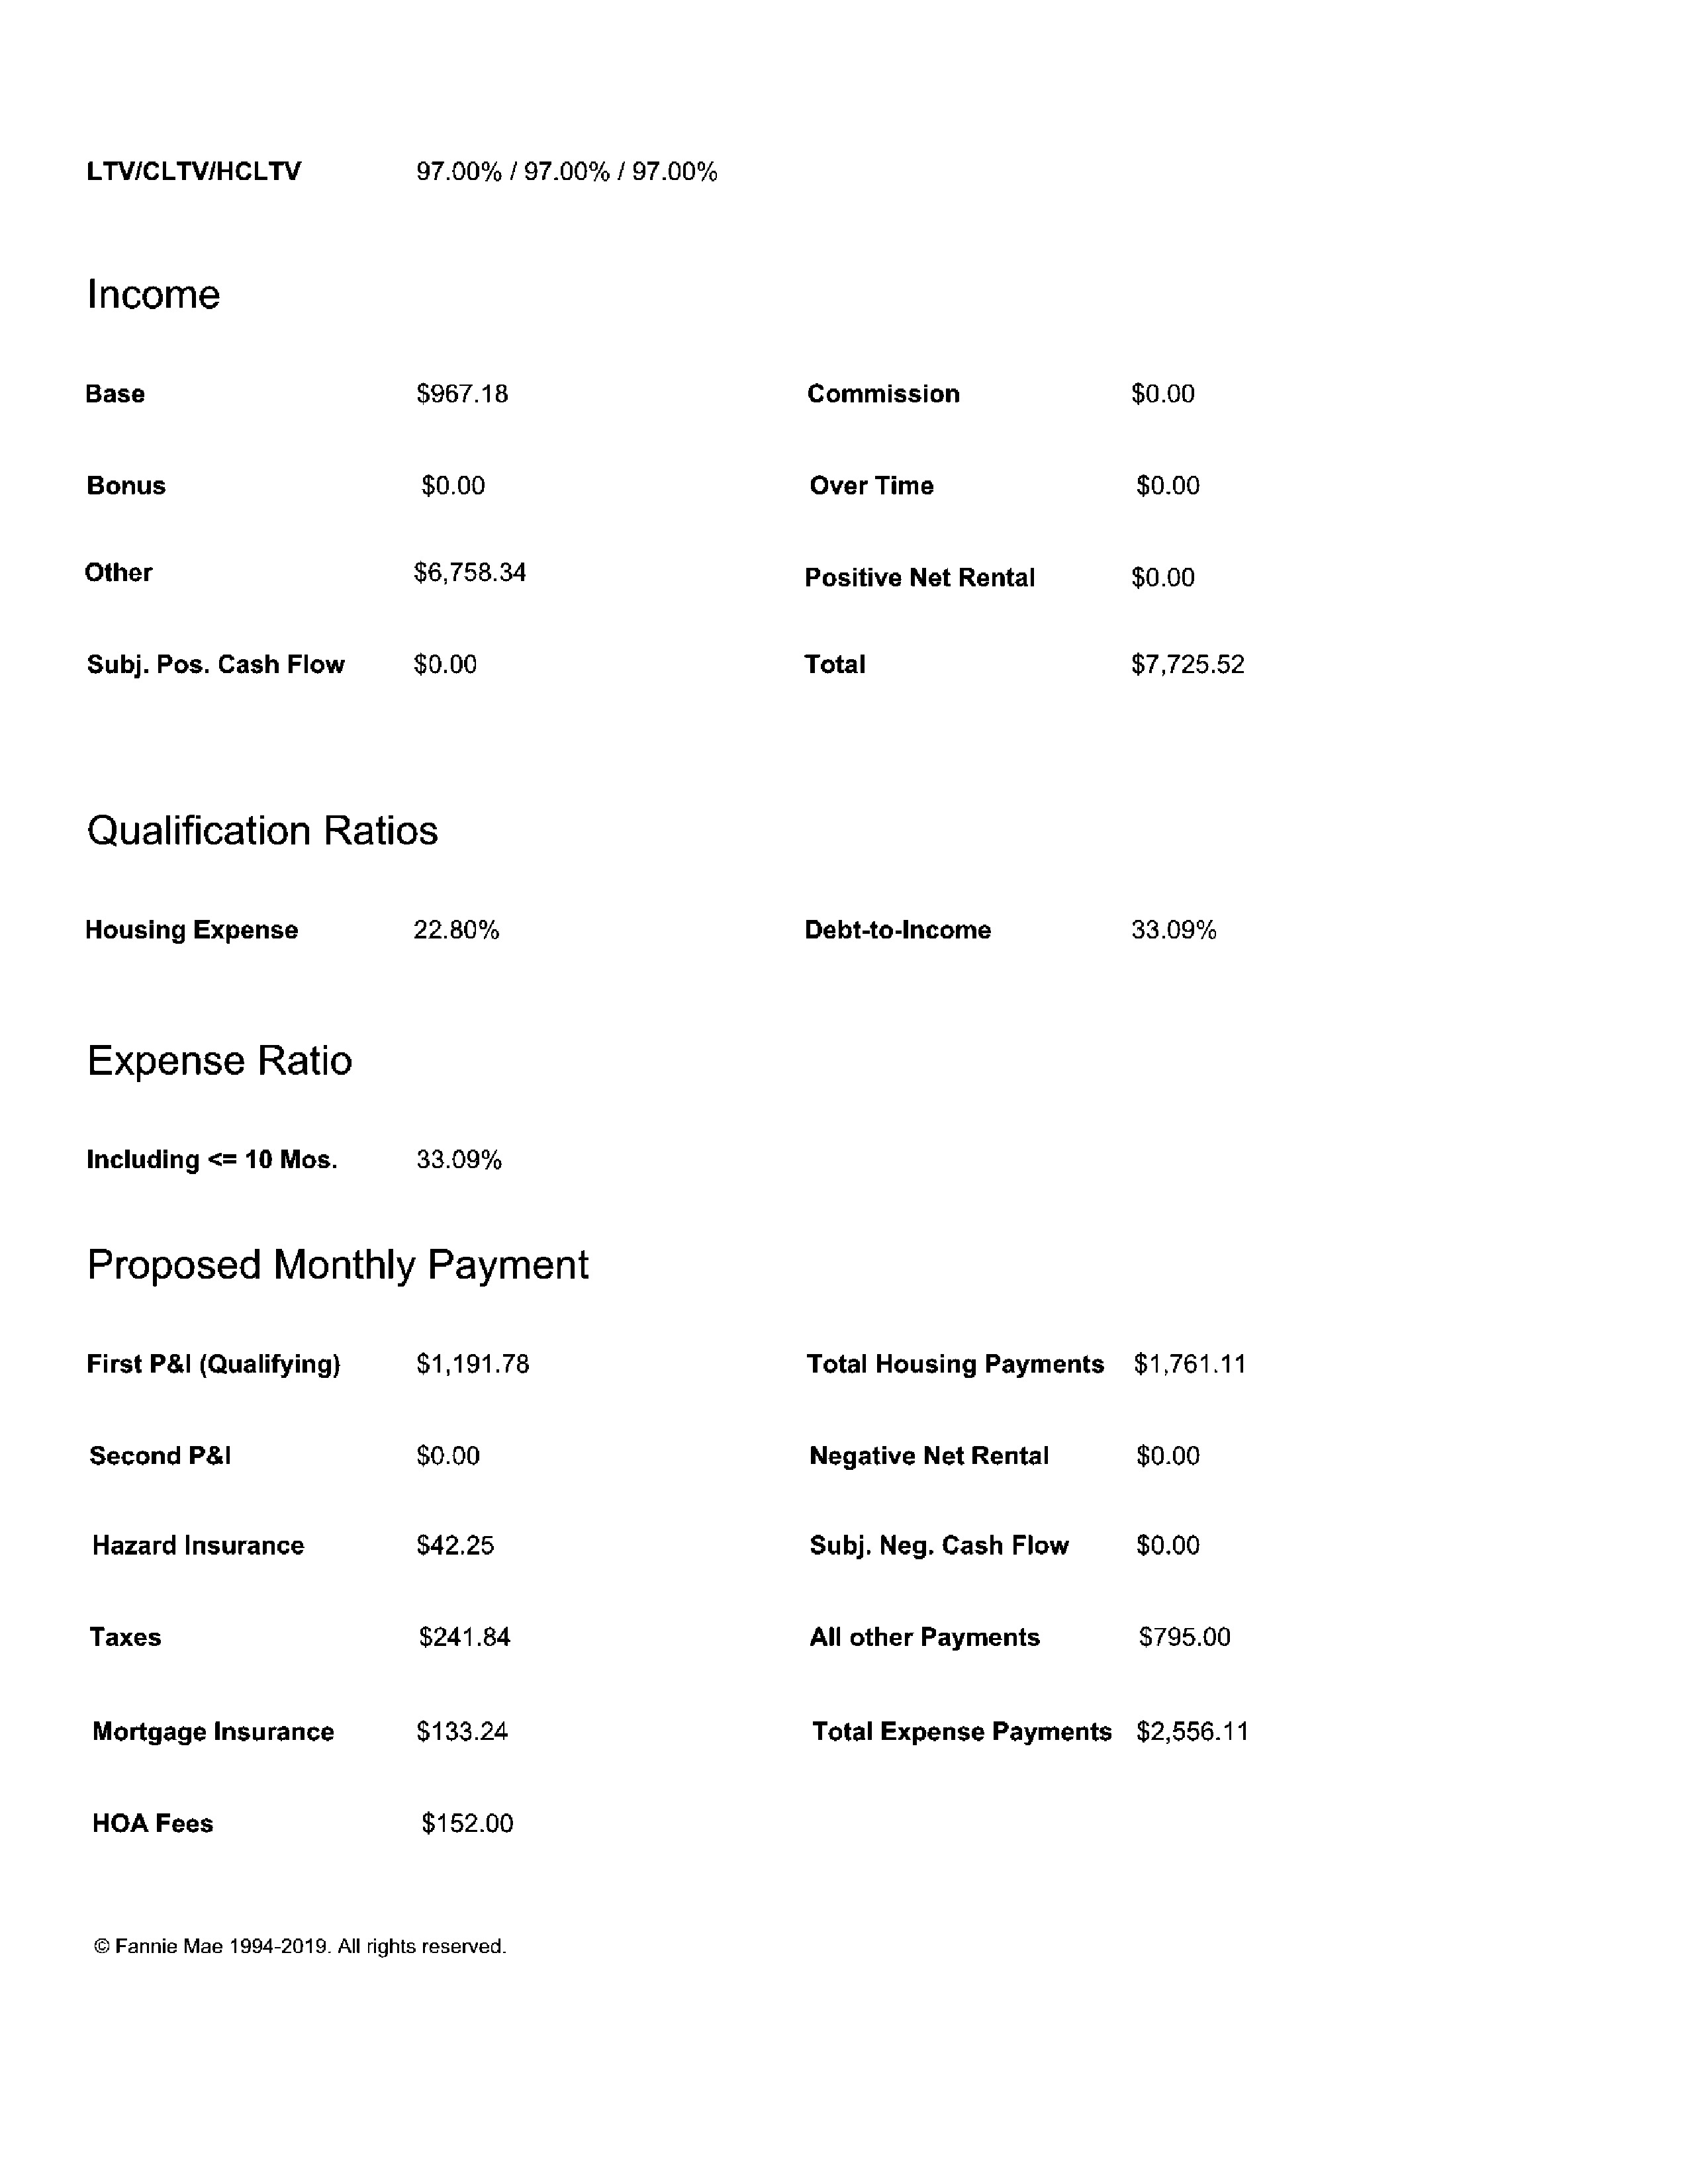 LTV/CLTV/HCLTV 97.00% / 97.00% / 97.00%
Income
Base $967.18 Commission $0.00
Bonus $0.00 Over Time $0.00
Other $6,758.34 Positive Net Rental $0.00
Subj. Pos. Cash Flow $0.00 Total $7,725.52
Qualification Ratios
Housing Expense 22.80% Debt-to-Income 33.09%
Expense Ratio
Including <= 10 Mos. 33.09%
Proposed Monthly Payment
First P&I (Qualifying) $1,191.78 Total Housing Payments $1,761.11
Second P&I $0.00 Negative Net Rental $0.00
Hazard Insurance $42.25 Subj. Neg. Cash Flow $0.00
Taxes $241.84 All other Payments $795.00
Mortgage Insurance $133.24 Total Expense Payments $2,556.11
HOA Fees $152.00
© Fannie Mae 1994-2019. All rights reserved.